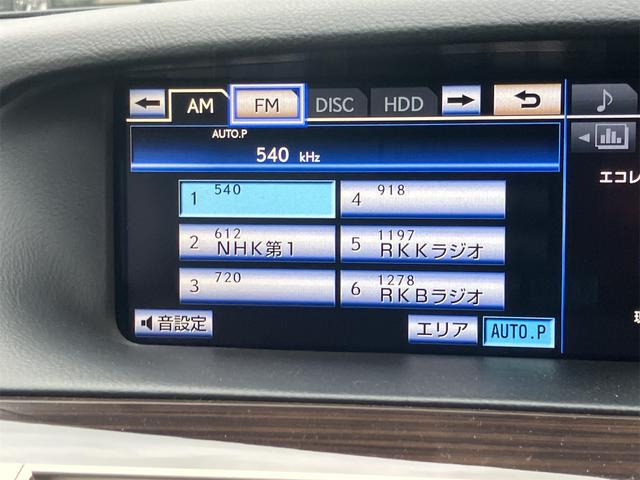 AM FM DISC HDD
AUTO.P
540 kHz
1 540
4 918
2 612 NHK第1
5 1197 RKKラジオ
3 720
6 1278 RKBラジオ
音設定
エリア AUTO.P
エコレ